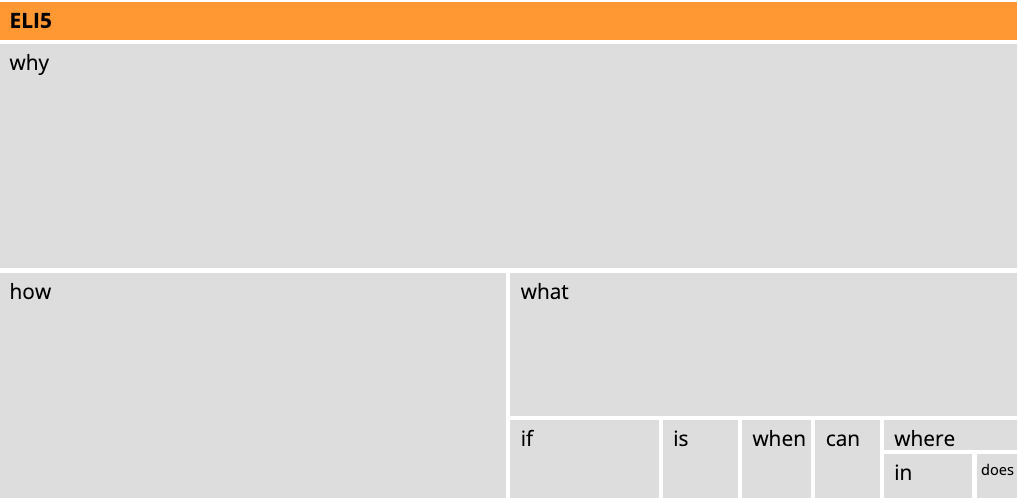 ELI5
why
how
what
if
is
when
can
where
in
does